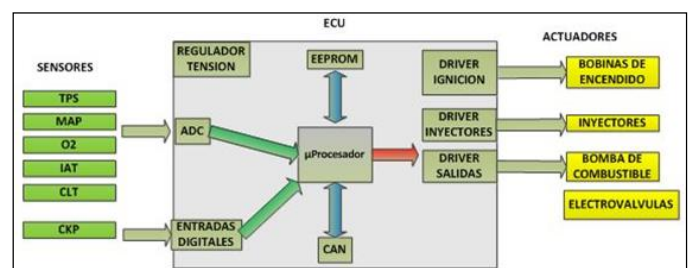 ECU
SENSORES
TPS
MAP
O2
IAT
CLT
CKP
REGULADOR
TENSION
ADC
ENTRADAS
DIGITALES
EEPROM
µProcesador
CAN
DRIVER
IGNICION
DRIVER
INYECTORES
DRIVER
SALIDAS
ACTUADORES
BOBINAS DE
ENCENDIDO
INYECTORES
BOMBA DE
COMBUSTIBLE
ELECTROVALVULAS